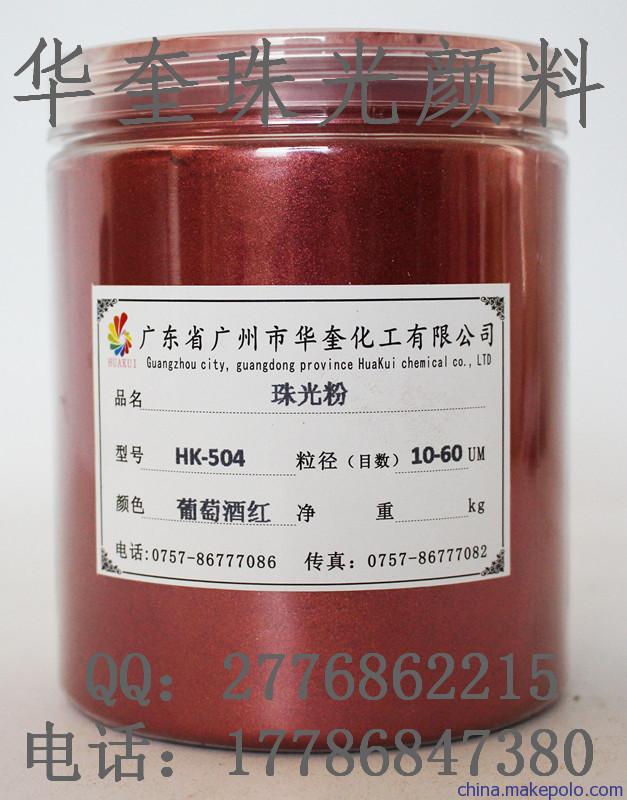 华奎珠光颜料
HUAKUI
广东省广州市华奎化工有限公司
Guangzhou city, guangdong province HuaKui chemical co., LTD
品名 珠光粉
型号 HK-504 粒径（目数）10-60 UM
颜色 葡萄酒红 净 重 kg
电话:0757-86777086 传真: 0757-86777082
QQ：2776862215
电话：17786847380
china.makepolo.com